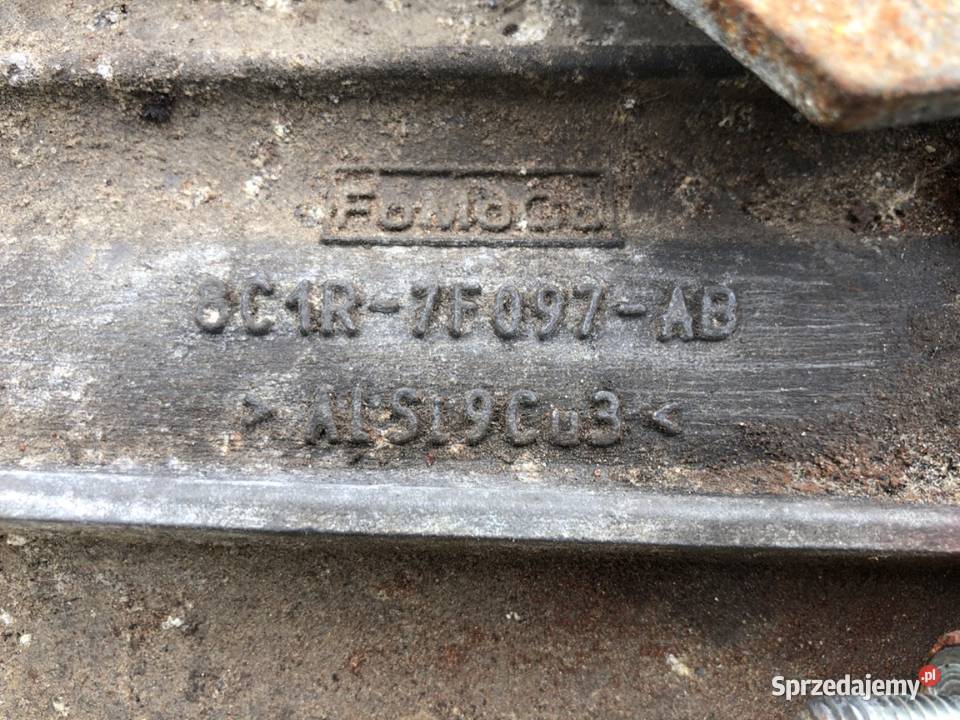 FoMoCo
8C1R-7F097-AB
>AlSi9Cu3<
Sprzedajemy.pl